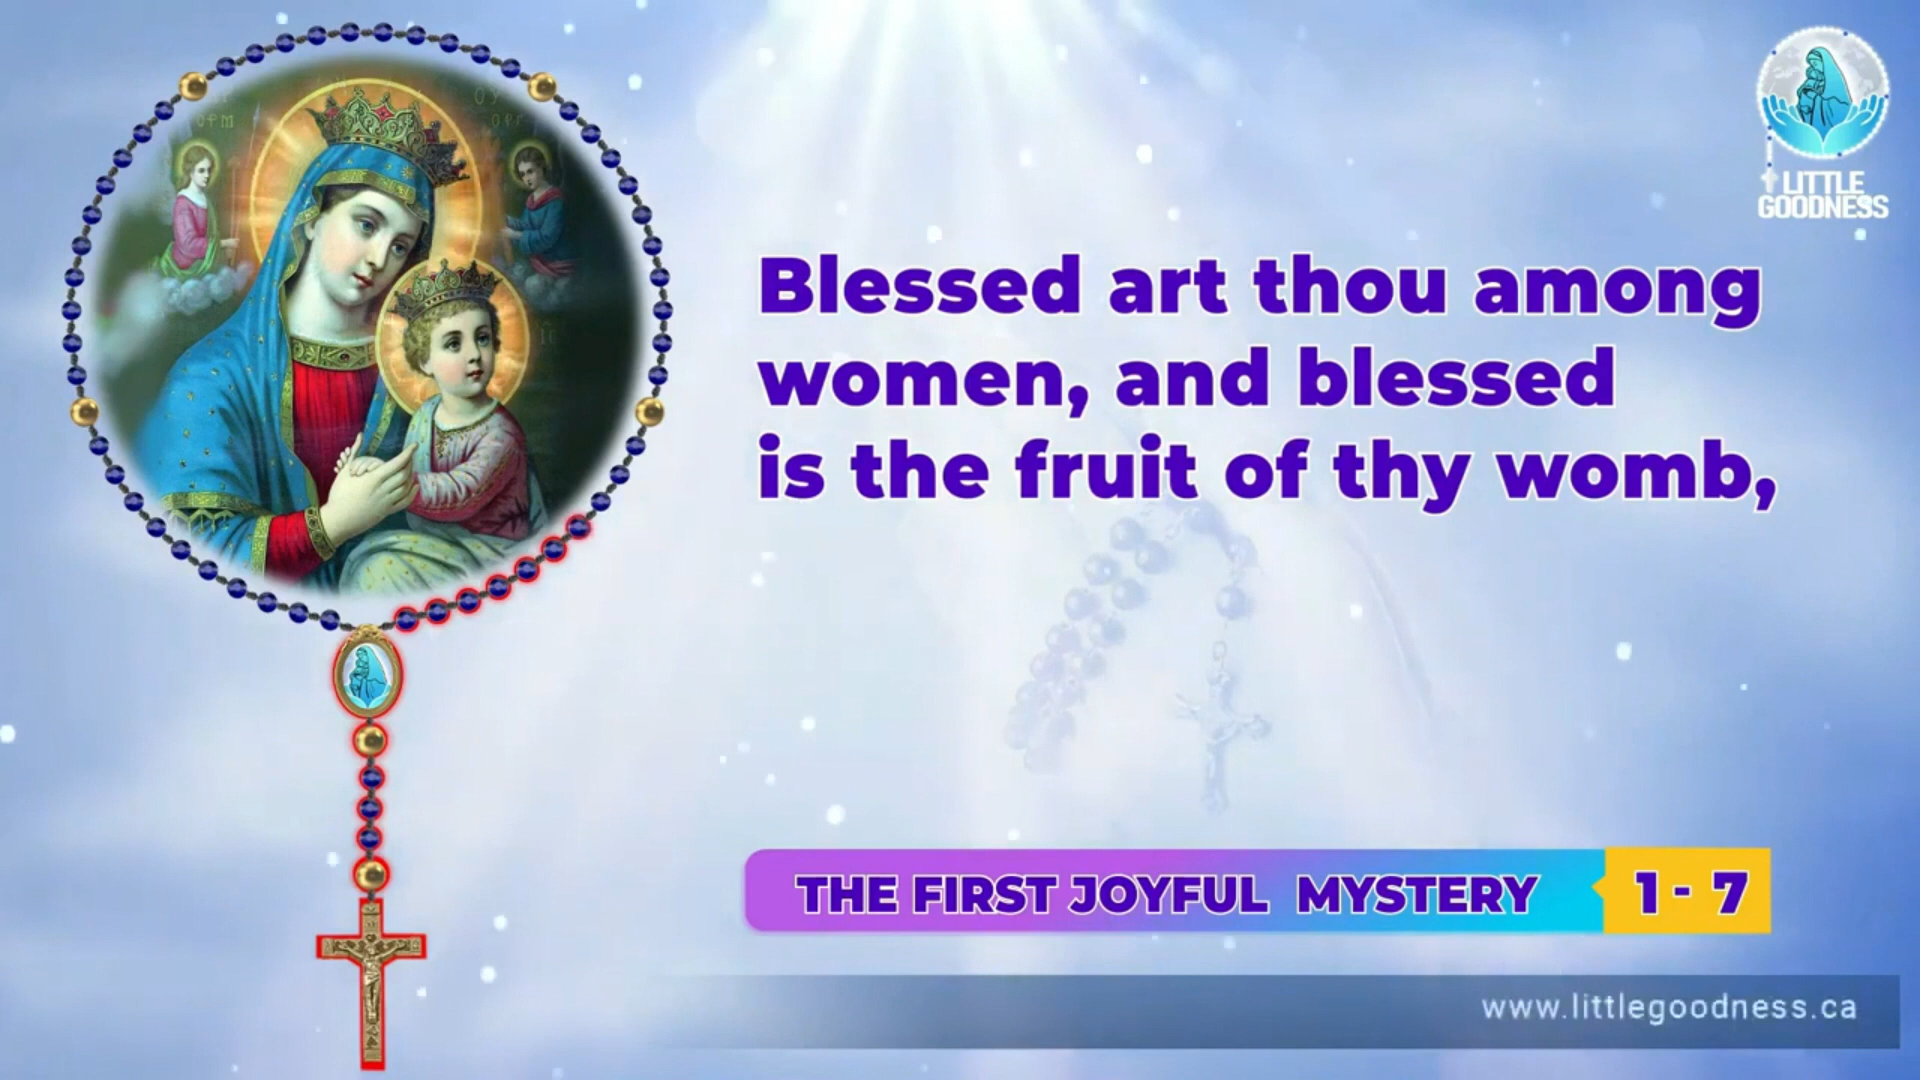 LITTLE
GOODNESS
Blessed art thou among
women, and blessed
is the fruit of thy womb,
THE FIRST JOYFUL MYSTERY 1 - 7
www.littlegoodness.ca